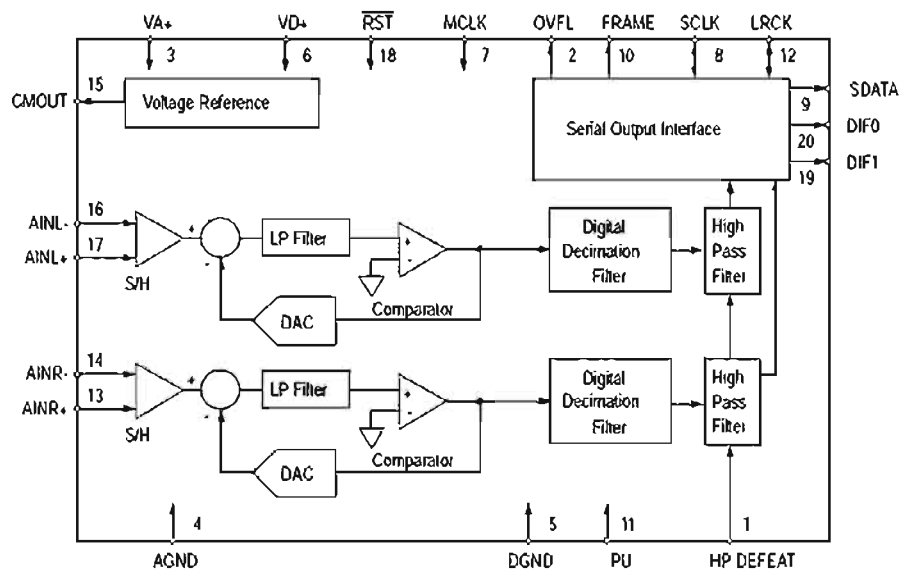 VA+ VD+ RST MCLK OVFL FRAME SCLK LRCK
3 6 18 7 2 10 8 12
15
CMOUT
Voltage Reference
Serial Output Interface
SDATA
9
DIF0
20
DIF1
19
16
AINL-
17
AINL+
S/H
+
-
LP Filter
+
-
Comparator
DAC
Digital
Decimation
Filter
High
Pass
Filter
14
AINR-
13
AINR+
S/H
+
-
LP Filter
+
-
Comparator
DAC
Digital
Decimation
Filter
High
Pass
Filter
4 5 11 1
AGND DGND PU HP DEFEAT